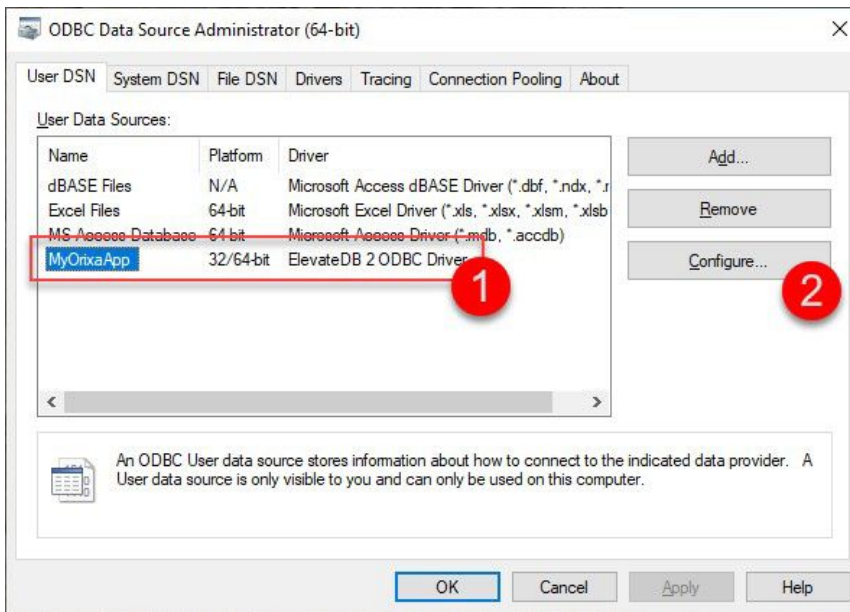 ODBC Data Source Administrator (64-bit)
User DSN System DSN File DSN Drivers Tracing Connection Pooling About
User Data Sources:
Name Platform Driver
dBASE Files N/A Microsoft Access dBASE Driver (*.dbf, *.ndx, *.r
Excel Files 64-bit Microsoft Excel Driver (*.xls, *.xlsx, *.xlsm, *.xlsb
MS Access Database 64-bit Microsoft Access Driver (*.mdb, *.accdb)
MyOrixaApp 32/64-bit ElevateDB 2 ODBC Driver
1
Add...
Remove
Configure...
2
An ODBC User data source stores information about how to connect to the indicated data provider. A
User data source is only visible to you and can only be used on this computer.
OK Cancel Apply Help